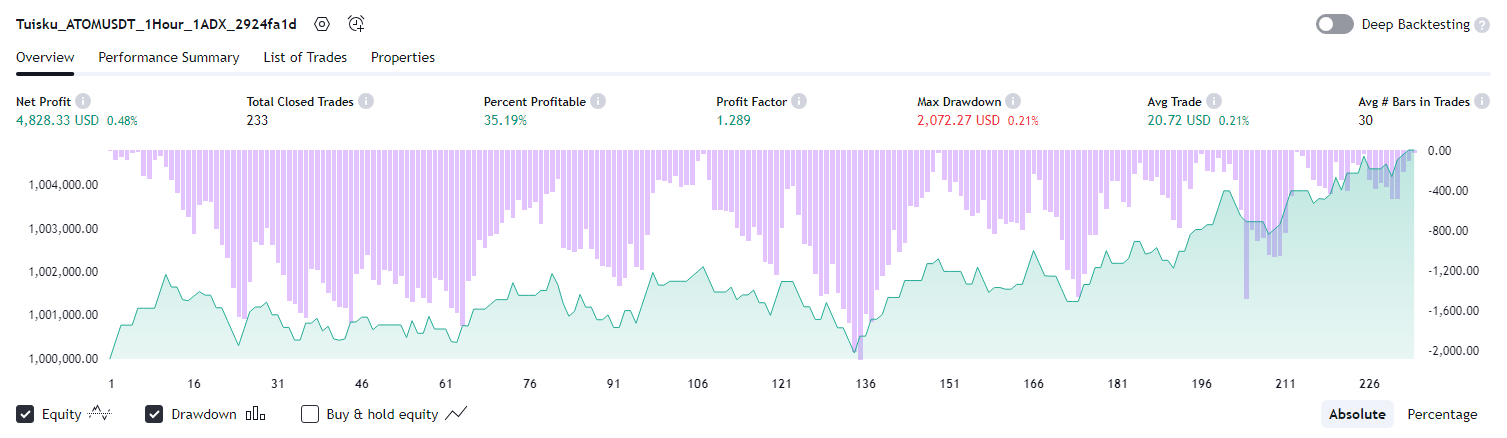 Tuisku_ATOMUSDT_1Hour_1ADX_2924fa1d Deep Backtesting
Overview Performance Summary List of Trades Properties
Net Profit Total Closed Trades Percent Profitable Profit Factor Max Drawdown Avg Trade Avg # Bars in Trades
4,828.33 USD 0.48% 233 35.19% 1.289 2,072.27 USD 0.21% 20.72 USD 0.21% 30
0.00
1,004,000.00 -400.00
1,003,000.00 -800.00
1,002,000.00 -1,200.00
1,001,000.00 -1,600.00
1,000,000.00 -2,000.00
1 16 31 46 61 76 91 106 121 136 151 166 181 196 211 226
Equity Drawdown Buy & hold equity Absolute Percentage